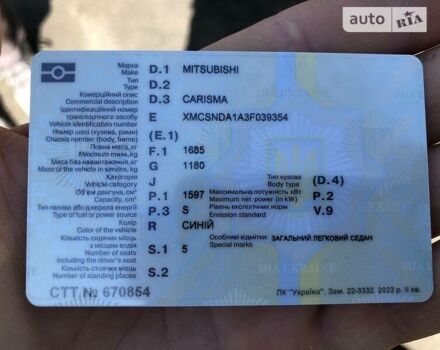 auto RIA
Марка D.1 MITSUBISHI
Make
Тип D.2
Type
Комерційний опис D.3 CARISMA
Commercial description
Ідентифікаційний номер E XMCSNDA1A3F039354
транспортного засобу
Vehicle identification number
Номер шасі (кузова, рами) (E.1)
Chassis number (body, frame)
Повна маса, кг F.1 1685
Maximum mass, kg
Маса без навантаження, кг G 1180
Mass of the vehicle in service, kg
Категорія J Тип кузова (D.4)
Vehicle category Body type
Об'єм двигуна, см³ P.1 1597 Максимальна потужність кВт P.2
Capacity, cm³ Maximum net power (in kW)
Тип палива або джерела енергії P.3 S Рівень екологічних норм V.9
Type of fuel or power source Emission standard
Колір R СИНІЙ
Color of the vehicle
Кількість сидячих місць Особливі відмітки: ЗАГАЛЬНИЙ ЛЕГКОВИЙ СЕДАН
з місцем водія S.1 5 Special marks
Number of seats
including the driver's seat
Кількість стоячих місць S.2
Number of standing places
MIA UKRAINE
СТТ № 670854
ПК "Україна". Зам. 22-3332. 2022 р. II кв.